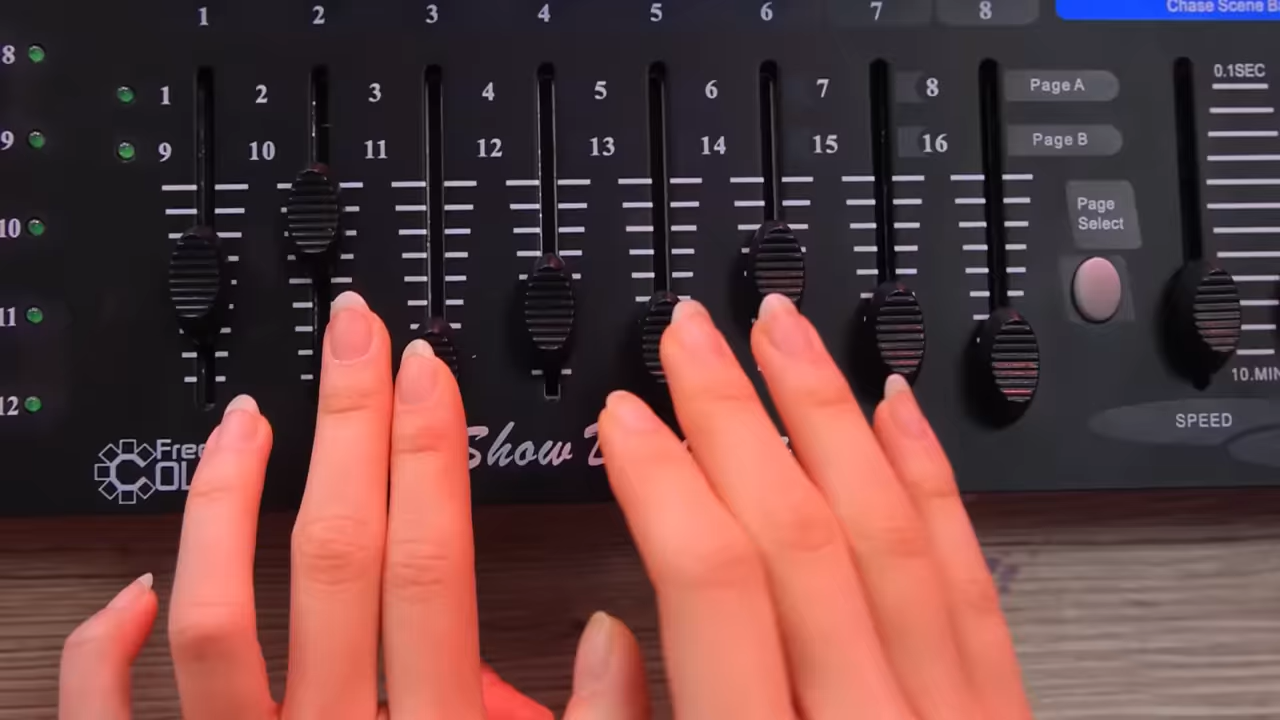 1 2 3 4 5 6 7 8
Chase Scene
8
0.1SEC
1 2 3 4 5 6 7 8
Page A
9
9 10 11 12 13 14 15 16
Page B
Page
Select
10
11
10.MIN
12
SPEED
Show